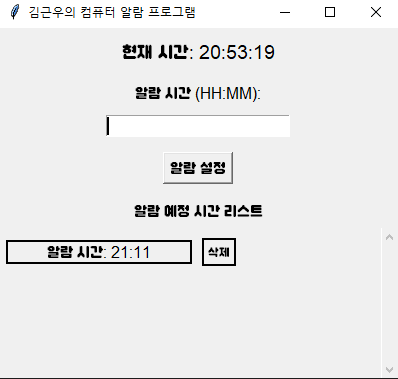 김근우의 컴퓨터 알람 프로그램
현재 시간: 20:53:19
알람 시간 (HH:MM):
알람 설정
알람 예정 시간 리스트
알람 시간: 21:11 삭제